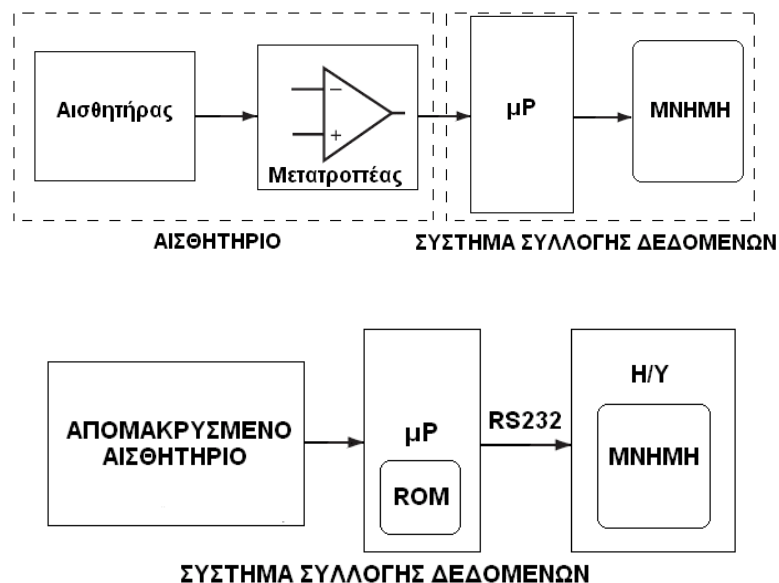 Αισθητήρας
−
+
Μετατροπέας
μP
ΜΝΗΜΗ
ΑΙΣΘΗΤΗΡΙΟ
ΣΥΣΤΗΜΑ ΣΥΛΛΟΓΗΣ ΔΕΔΟΜΕΝΩΝ
ΑΠΟΜΑΚΡΥΣΜΕΝΟ
ΑΙΣΘΗΤΗΡΙΟ
μP
ROM
RS232
Η/Υ
ΜΝΗΜΗ
ΣΥΣΤΗΜΑ ΣΥΛΛΟΓΗΣ ΔΕΔΟΜΕΝΩΝ